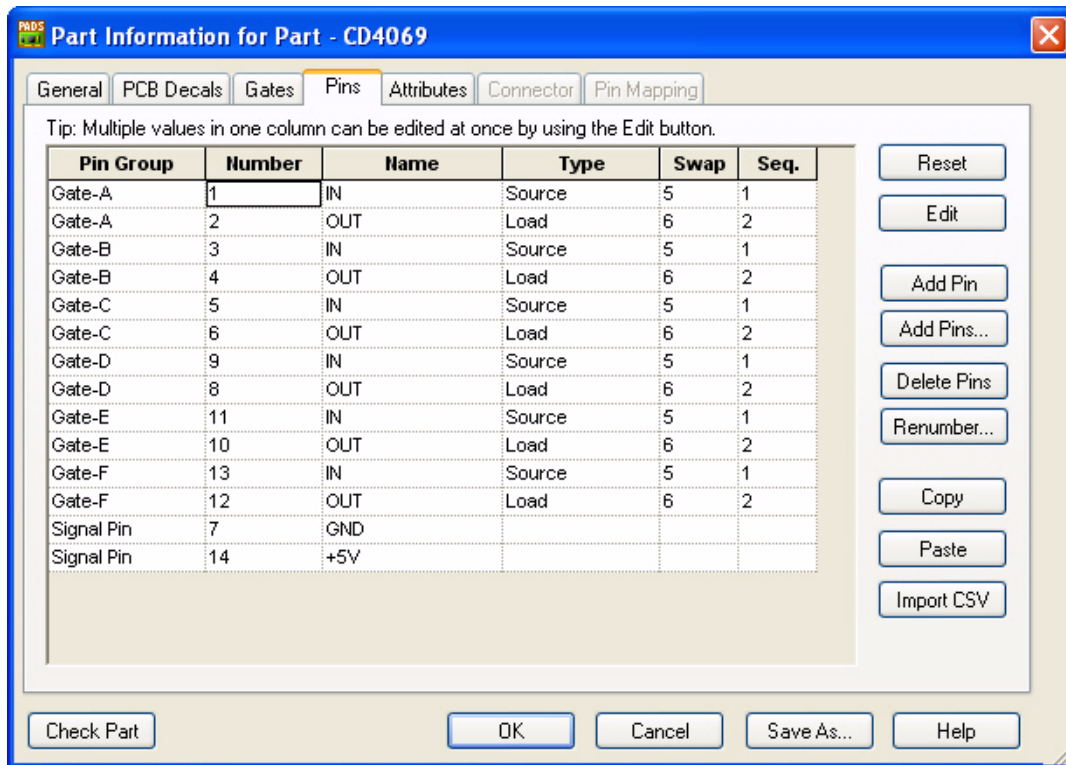 PADS Part Information for Part - CD4069
General PCB Decals Gates Pins Attributes Connector Pin Mapping
Tip: Multiple values in one column can be edited at once by using the Edit button.
Pin Group Number Name Type Swap Seq.
Gate-A 1 IN Source 5 1
Gate-A 2 OUT Load 6 2
Gate-B 3 IN Source 5 1
Gate-B 4 OUT Load 6 2
Gate-C 5 IN Source 5 1
Gate-C 6 OUT Load 6 2
Gate-D 9 IN Source 5 1
Gate-D 8 OUT Load 6 2
Gate-E 11 IN Source 5 1
Gate-E 10 OUT Load 6 2
Gate-F 13 IN Source 5 1
Gate-F 12 OUT Load 6 2
Signal Pin 7 GND
Signal Pin 14 +5V
Reset
Edit
Add Pin
Add Pins...
Delete Pins
Renumber...
Copy
Paste
Import CSV
Check Part OK Cancel Save As... Help